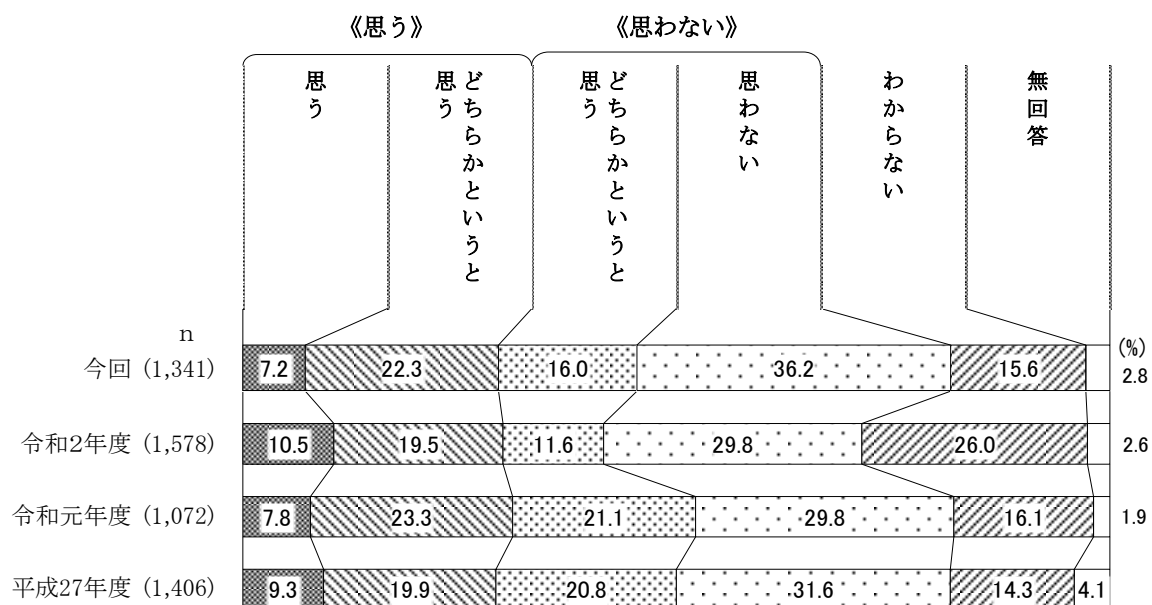 《思う》
《思わない》
思う
どちらかというと
思う
どちらかというと
思う
思わない
わからない
無回答
n
(%)
今回 (1,341)
7.2
22.3
16.0
36.2
15.6
2.8
令和2年度 (1,578)
10.5
19.5
11.6
29.8
26.0
2.6
令和元年度 (1,072)
7.8
23.3
21.1
29.8
16.1
1.9
平成27年度 (1,406)
9.3
19.9
20.8
31.6
14.3
4.1